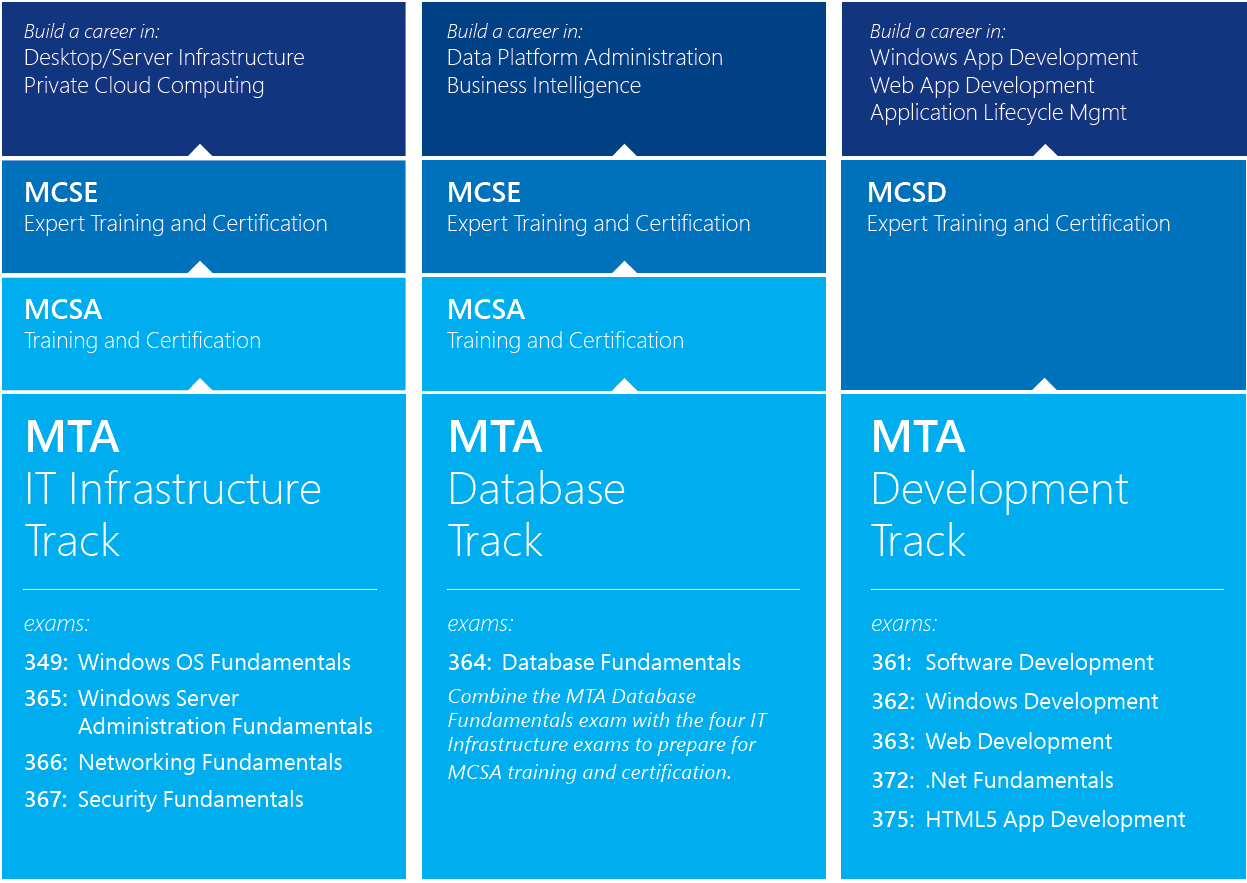 Build a career in:
Desktop/Server Infrastructure
Private Cloud Computing
MCSE
Expert Training and Certification
MCSA
Training and Certification
MTA
IT Infrastructure
Track
exams:
349: Windows OS Fundamentals
365: Windows Server
Administration Fundamentals
366: Networking Fundamentals
367: Security Fundamentals
Build a career in:
Data Platform Administration
Business Intelligence
MCSE
Expert Training and Certification
MCSA
Training and Certification
MTA
Database
Track
exams:
364: Database Fundamentals
Combine the MTA Database
Fundamentals exam with the four IT
Infrastructure exams to prepare for
MCSA training and certification.
Build a career in:
Windows App Development
Web App Development
Application Lifecycle Mgmt
MCSD
Expert Training and Certification
MTA
Development
Track
exams:
361: Software Development
362: Windows Development
363: Web Development
372: .Net Fundamentals
375: HTML5 App Development